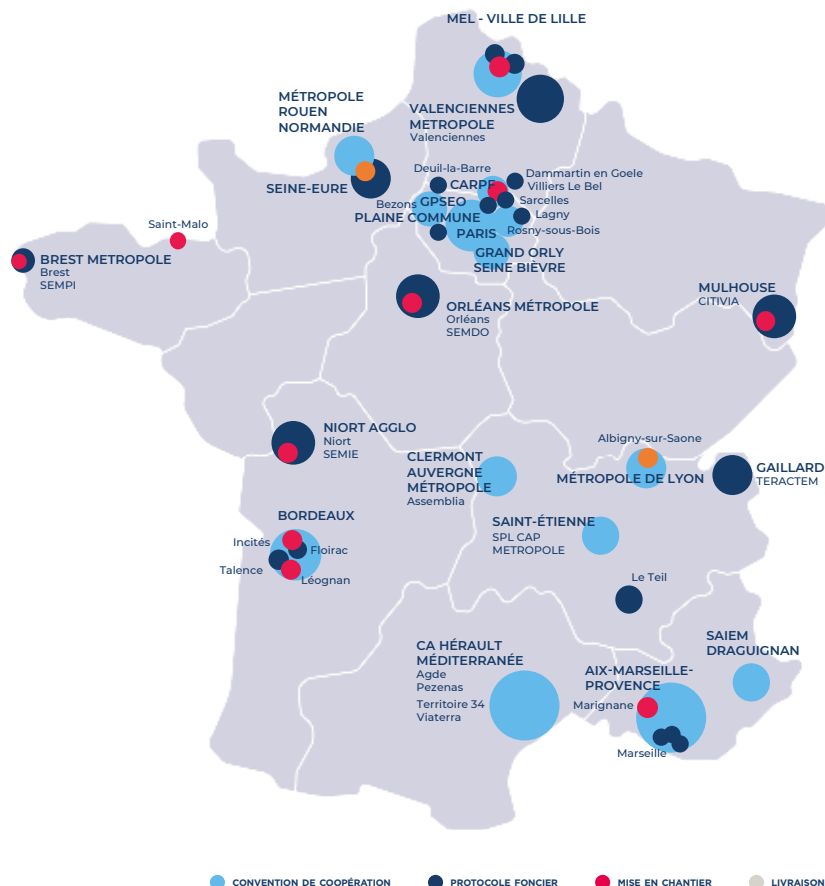 MEL - VILLE DE LILLE
MÉTROPOLE
ROUEN
NORMANDIE
VALENCIENNES
METROPOLE
Valenciennes
SEINE-EURE
Deuil-la-Barre
CARPF
Dammartin en Goele
Villiers Le Bel
Sarcelles
Bezons
GPSEO
Lagny
PLAINE COMMUNE
PARIS
Rosny-sous-Bois
GRAND ORLY
SEINE BIÈVRE
Saint-Malo
BREST METROPOLE
Brest
SEMPI
ORLÉANS MÉTROPOLE
Orléans
SEMDO
MULHOUSE
CITIVIA
NIORT AGGLO
Niort
SEMIE
CLERMONT
AUVERGNE
MÉTROPOLE
Assemblia
Albigny-sur-Saone
MÉTROPOLE DE LYON
GAILLARD
TERACTEM
BORDEAUX
Incités
Floirac
Talence
Léognan
SAINT-ÉTIENNE
SPL CAP
METROPOLE
Le Teil
CA HÉRAULT
MÉDITERRANÉE
Agde
Pezenas
Territoire 34
Viaterra
AIX-MARSEILLE-
PROVENCE
Marignane
Marseille
SAIEM
DRAGUIGNAN
CONVENTION DE COOPÉRATION
PROTOCOLE FONCIER
MISE EN CHANTIER
LIVRAISON